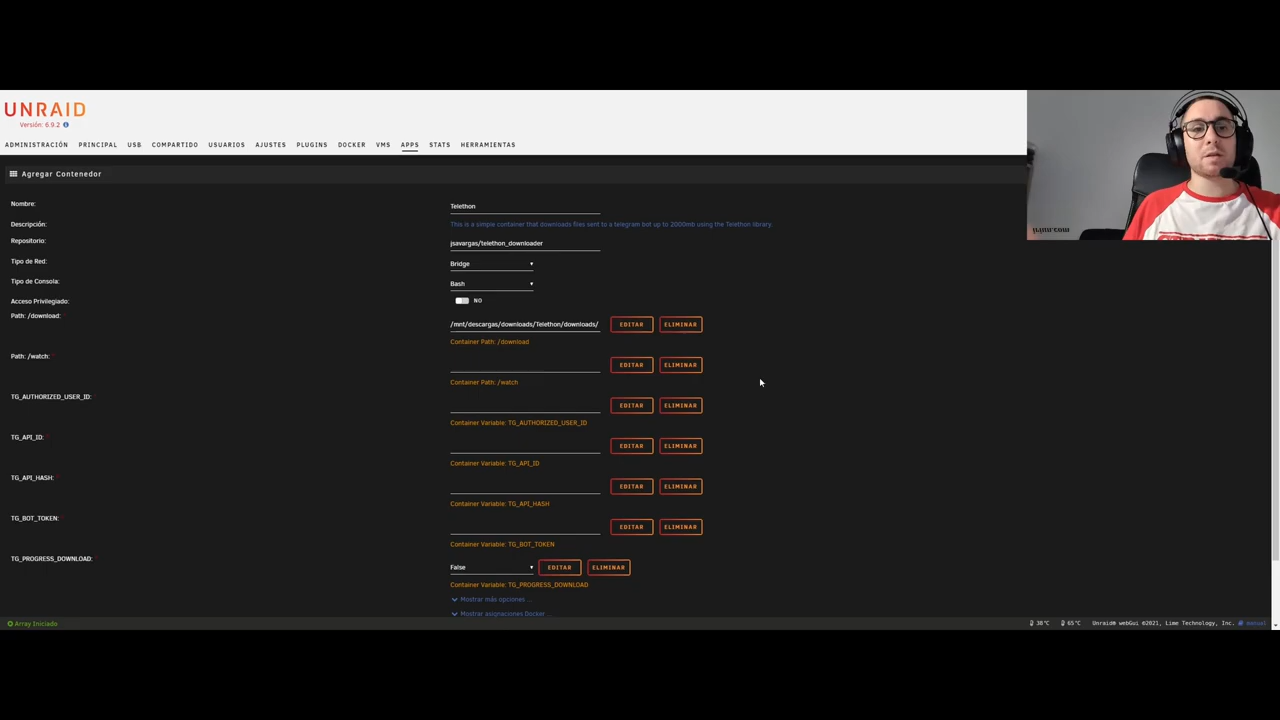 UNRAID
Versión: 6.9.2
ADMINISTRACIÓN PRINCIPAL USB COMPARTIDO USUARIOS AJUSTES PLUGINS DOCKER VMS APPS STATS HERRAMIENTAS
Agregar Contenedor
Nombre: Telethon
Descripción: This is a simple container that downloads files sent to a telegram bot up to 2000mb using the Telethon library.
Repositorio: jsavargas/telethon_downloader
Tipo de Red: Bridge
Tipo de Consola: Bash
Acceso Privilegiado: NO
Path: /download: * /mnt/descargas/downloads/Telethon/downloads/ EDITAR ELIMINAR
Container Path: /download
Path: /watch: * EDITAR ELIMINAR
Container Path: /watch
TG_AUTHORIZED_USER_ID: EDITAR ELIMINAR
Container Variable: TG_AUTHORIZED_USER_ID
TG_API_ID: * EDITAR ELIMINAR
Container Variable: TG_API_ID
TG_API_HASH: * EDITAR ELIMINAR
Container Variable: TG_API_HASH
TG_BOT_TOKEN: * EDITAR ELIMINAR
Container Variable: TG_BOT_TOKEN
TG_PROGRESS_DOWNLOAD: * False EDITAR ELIMINAR
Container Variable: TG_PROGRESS_DOWNLOAD
Mostrar más opciones ...
Mostrar asignaciones Docker ...
Array Iniciado 38°C 65°C Unraid® webGui ©2021, Lime Technology, Inc. manual